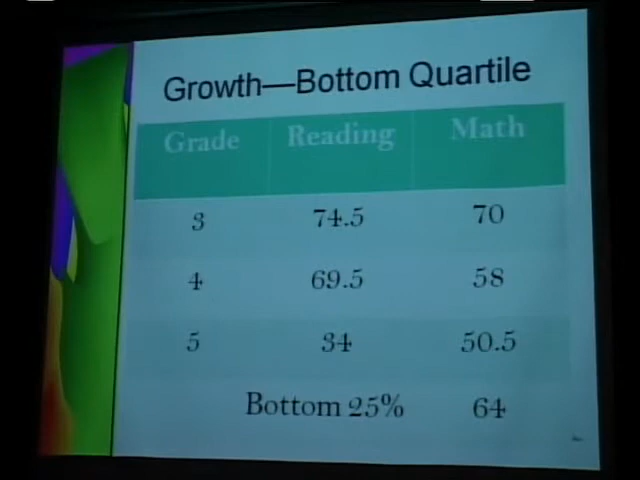 Growth—Bottom Quartile
Grade Reading Math
3 74.5 70
4 69.5 58
5 34 50.5
Bottom 25% 64